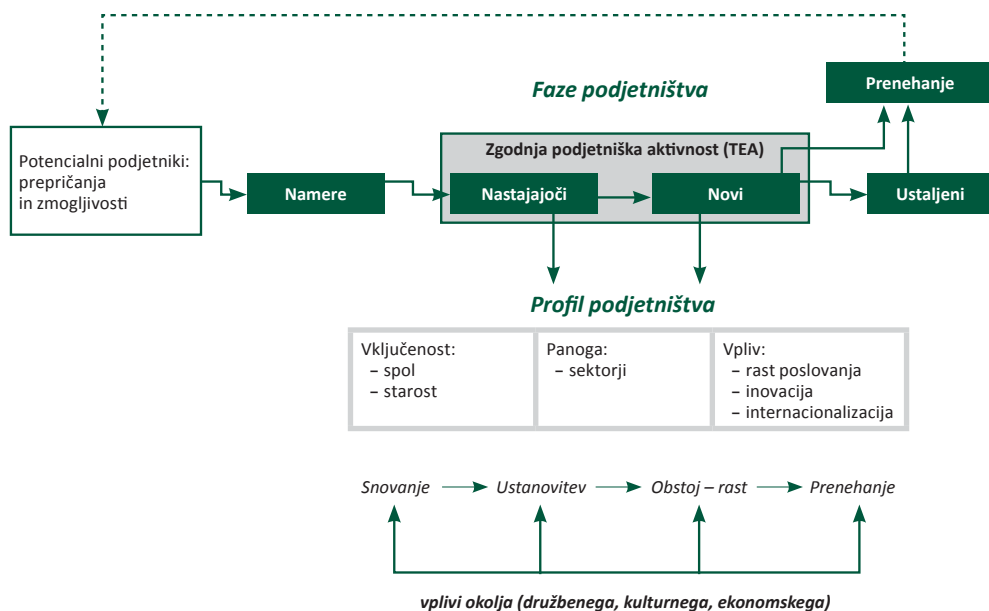 Faze podjetništva
Prenehanje
Potencialni podjetniki:
prepričanja
in zmogljivosti
Namere
Zgodnja podjetniška aktivnost (TEA)
Nastajajoči
Novi
Ustaljeni
Profil podjetništva
Vključenost:
– spol
– starost
Panoga:
– sektorji
Vpliv:
– rast poslovanja
– inovacija
– internacionalizacija
Snovanje
Ustanovitev
Obstoj – rast
Prenehanje
vplivi okolja (družbenega, kulturnega, ekonomskega)